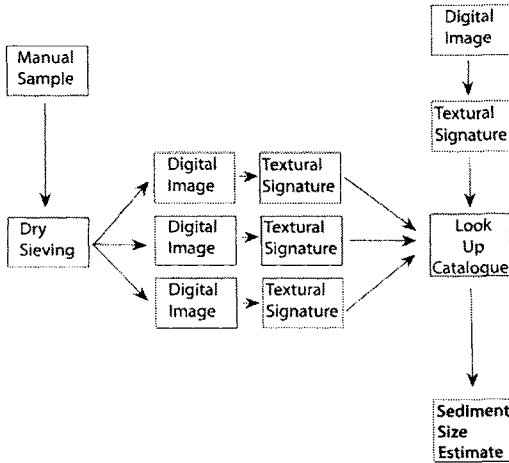 Digital
Image
Manual
Sample
Textural
Signature
Digital
Image
Textural
Signature
Dry
Sieving
Digital
Image
Textural
Signature
Look
Up
Catalogue
Digital
Image
Textural
Signature
Sediment
Size
Estimate